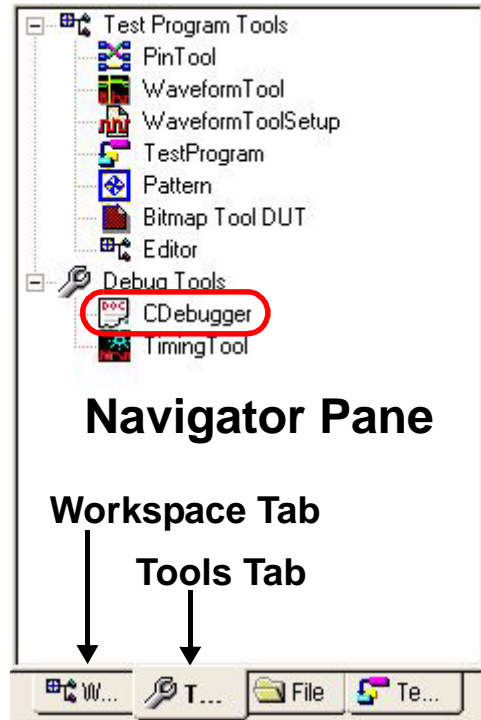 Test Program Tools
PinTool
WaveformTool
WaveformToolSetup
TestProgram
Pattern
Bitmap Tool DUT
Editor
Debug Tools
DOC
CDebugger
TimingTool
Navigator Pane
Workspace Tab
Tools Tab
W... T... File Te...